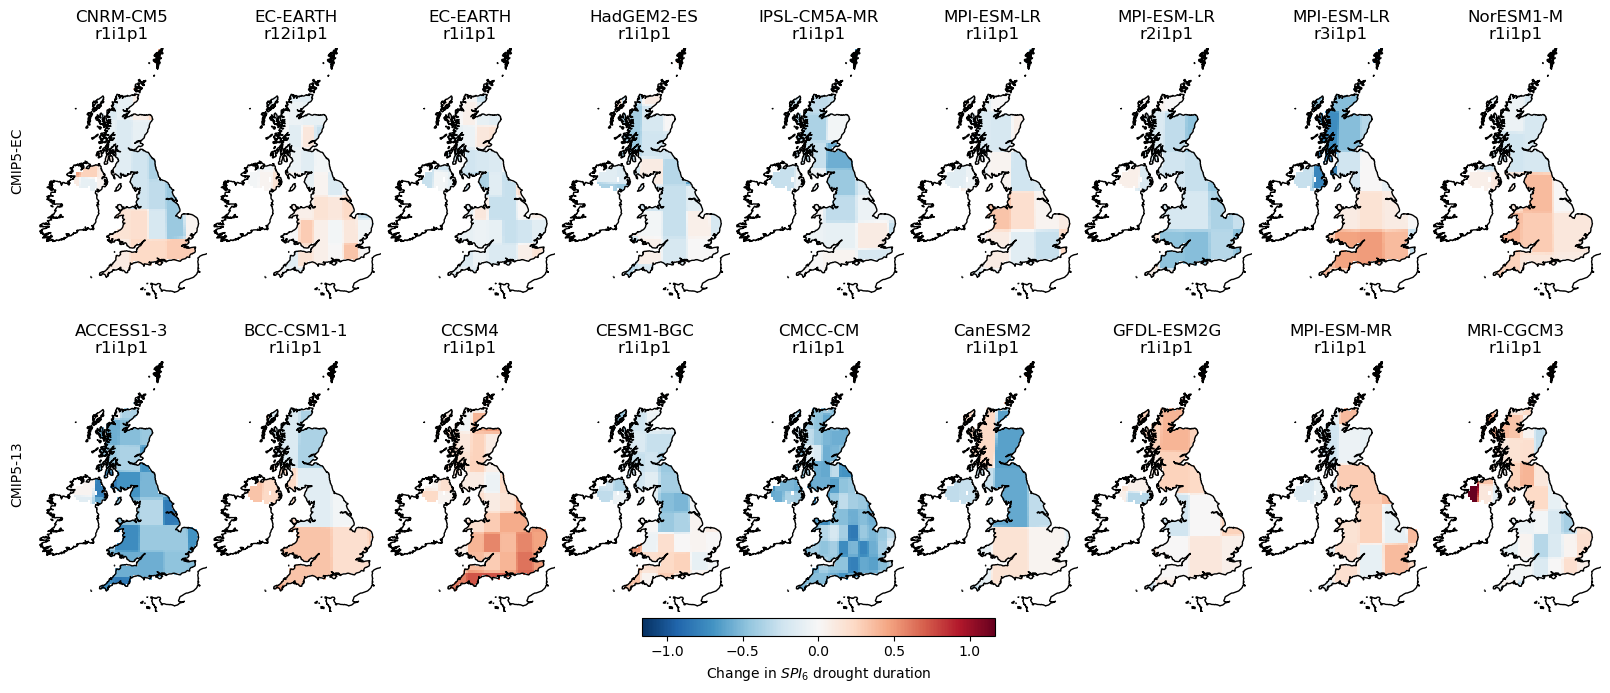 CNRM-CM5
r1i1p1
EC-EARTH
r12i1p1
EC-EARTH
r1i1p1
HadGEM2-ES
r1i1p1
IPSL-CM5A-MR
r1i1p1
MPI-ESM-LR
r1i1p1
MPI-ESM-LR
r2i1p1
MPI-ESM-LR
r3i1p1
NorESM1-M
r1i1p1
CMIP5-EC
ACCESS1-3
r1i1p1
BCC-CSM1-1
r1i1p1
CCSM4
r1i1p1
CESM1-BGC
r1i1p1
CMCC-CM
r1i1p1
CanESM2
r1i1p1
GFDL-ESM2G
r1i1p1
MPI-ESM-MR
r1i1p1
MRI-CGCM3
r1i1p1
CMIP5-13
−1.0 −0.5 0.0 0.5 1.0
Change in SPI₆ drought duration